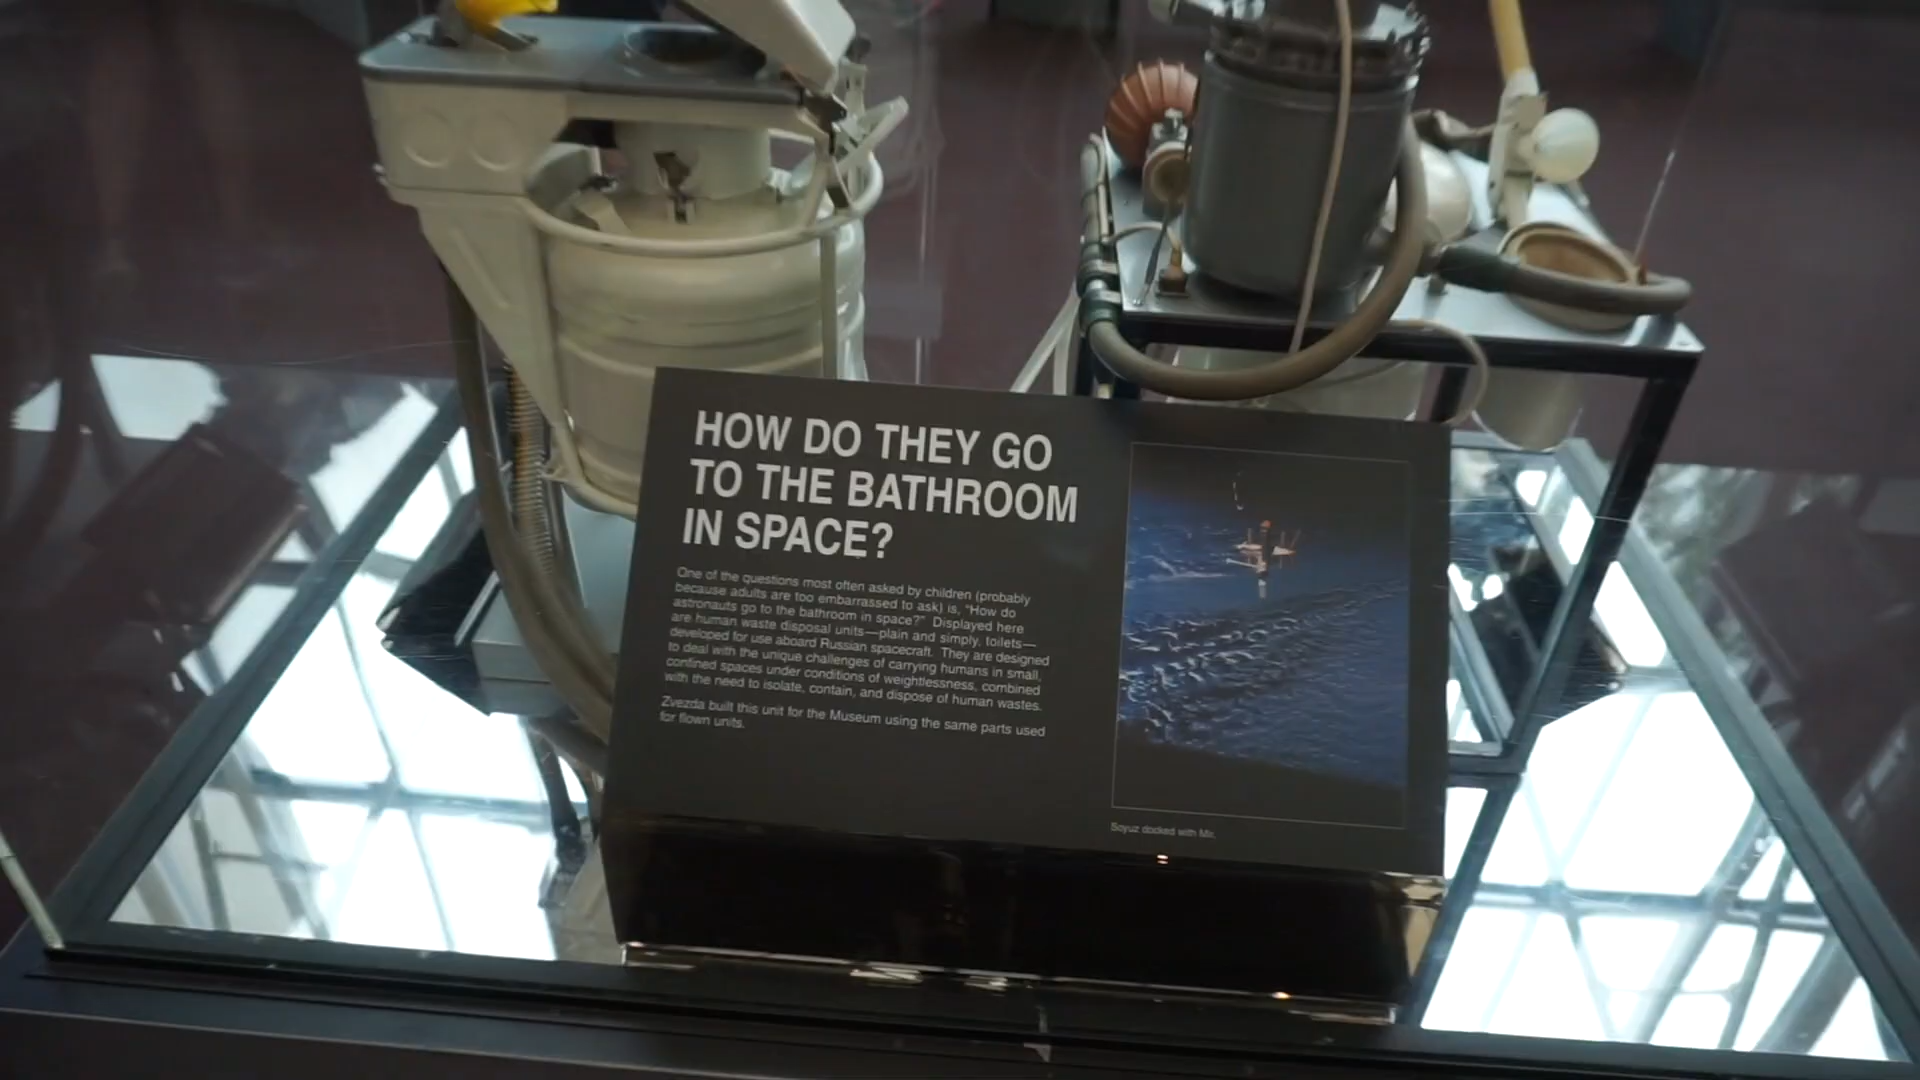 HOW DO THEY GO
TO THE BATHROOM
IN SPACE?
One of the questions most often asked by children (probably
because adults are too embarrassed to ask) is, "How do
astronauts go to the bathroom in space?" Displayed here
are human waste disposal units—plain and simply, toilets—
developed for use aboard Russian spacecraft. They are designed
to deal with the unique challenges of carrying humans in small,
confined spaces under conditions of weightlessness, combined
with the need to isolate, contain, and dispose of human wastes.
Zvezda built this unit for the Museum using the same parts used
for flown units.
Soyuz docked with Mir.